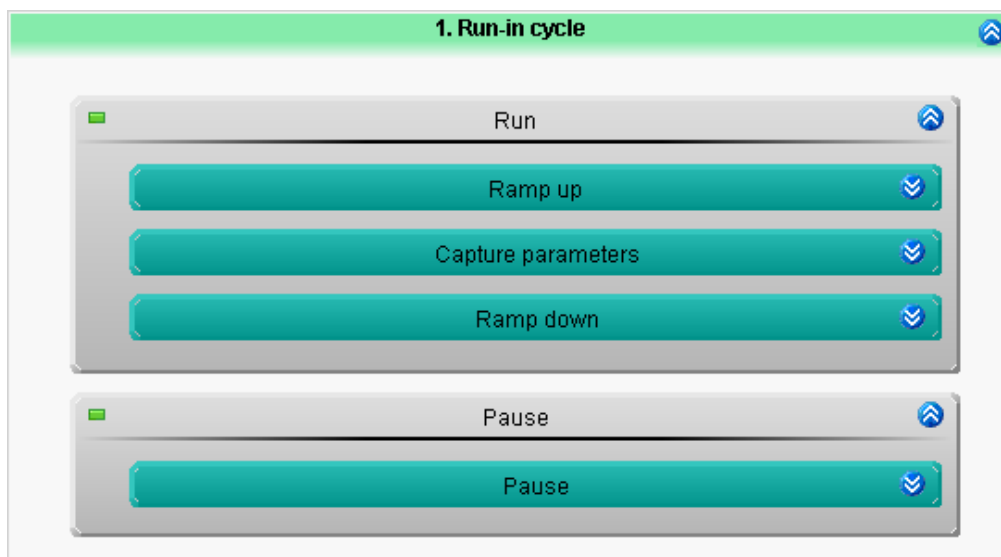 1. Run-in cycle
Run
Ramp up
Capture parameters
Ramp down
Pause
Pause